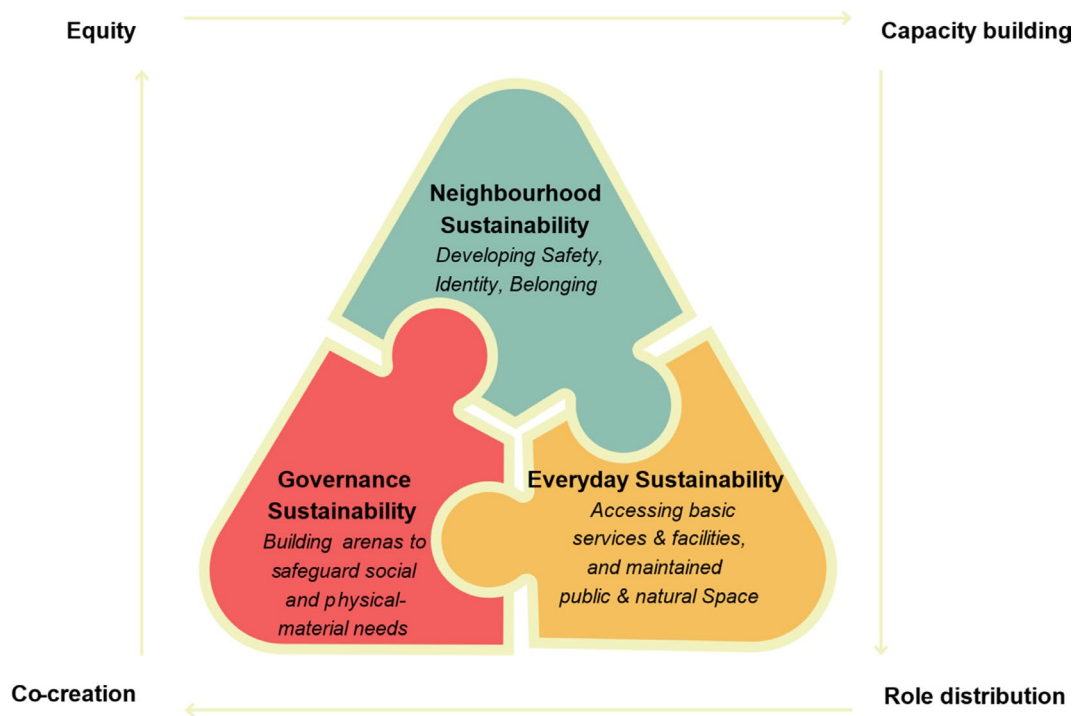 Equity
Capacity building
Neighbourhood
Sustainability
Developing Safety,
Identity, Belonging
Governance
Sustainability
Building arenas to
safeguard social
and physical-
material needs
Everyday Sustainability
Accessing basic
services & facilities,
and maintained
public & natural Space
Co-creation
Role distribution